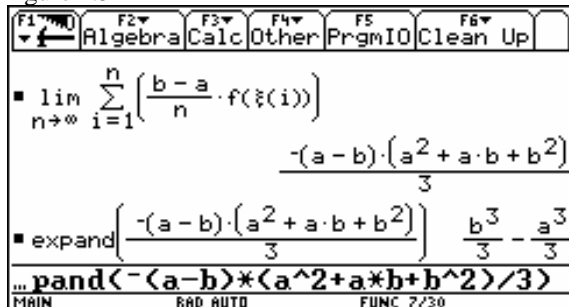 F1 F2 F3 F4 F5 F6
Algebra Calc Other PrgmIO Clean Up
▪ lim n→∞ n ∑ i=1 (b − a / n · f(ξ(i)))
⁻(a − b)·(a² + a·b + b²) / 3
▪ expand(⁻(a − b)·(a² + a·b + b²) / 3) b³/3 − a³/3
…pand(⁻(a-b)*(a^2+a*b+b^2)/3)
MAIN RAD AUTO FUNC 7/30